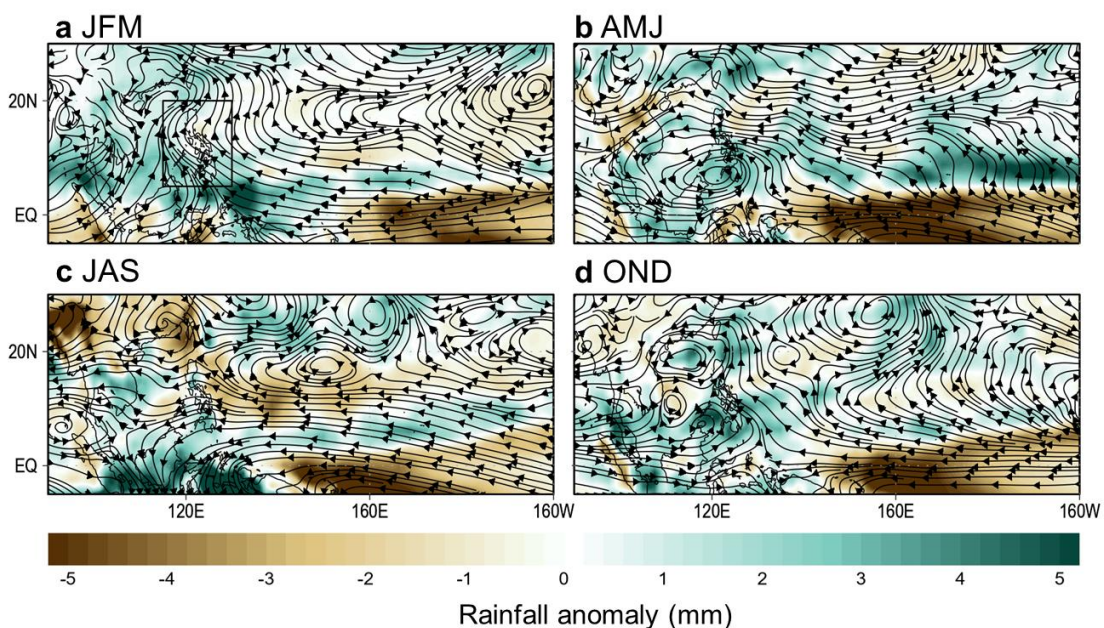 a JFM
b AMJ
20N
EQ
c JAS
d OND
20N
EQ
120E 160E 160W
120E 160E 160W
-5 -4 -3 -2 -1 0 1 2 3 4 5
Rainfall anomaly (mm)